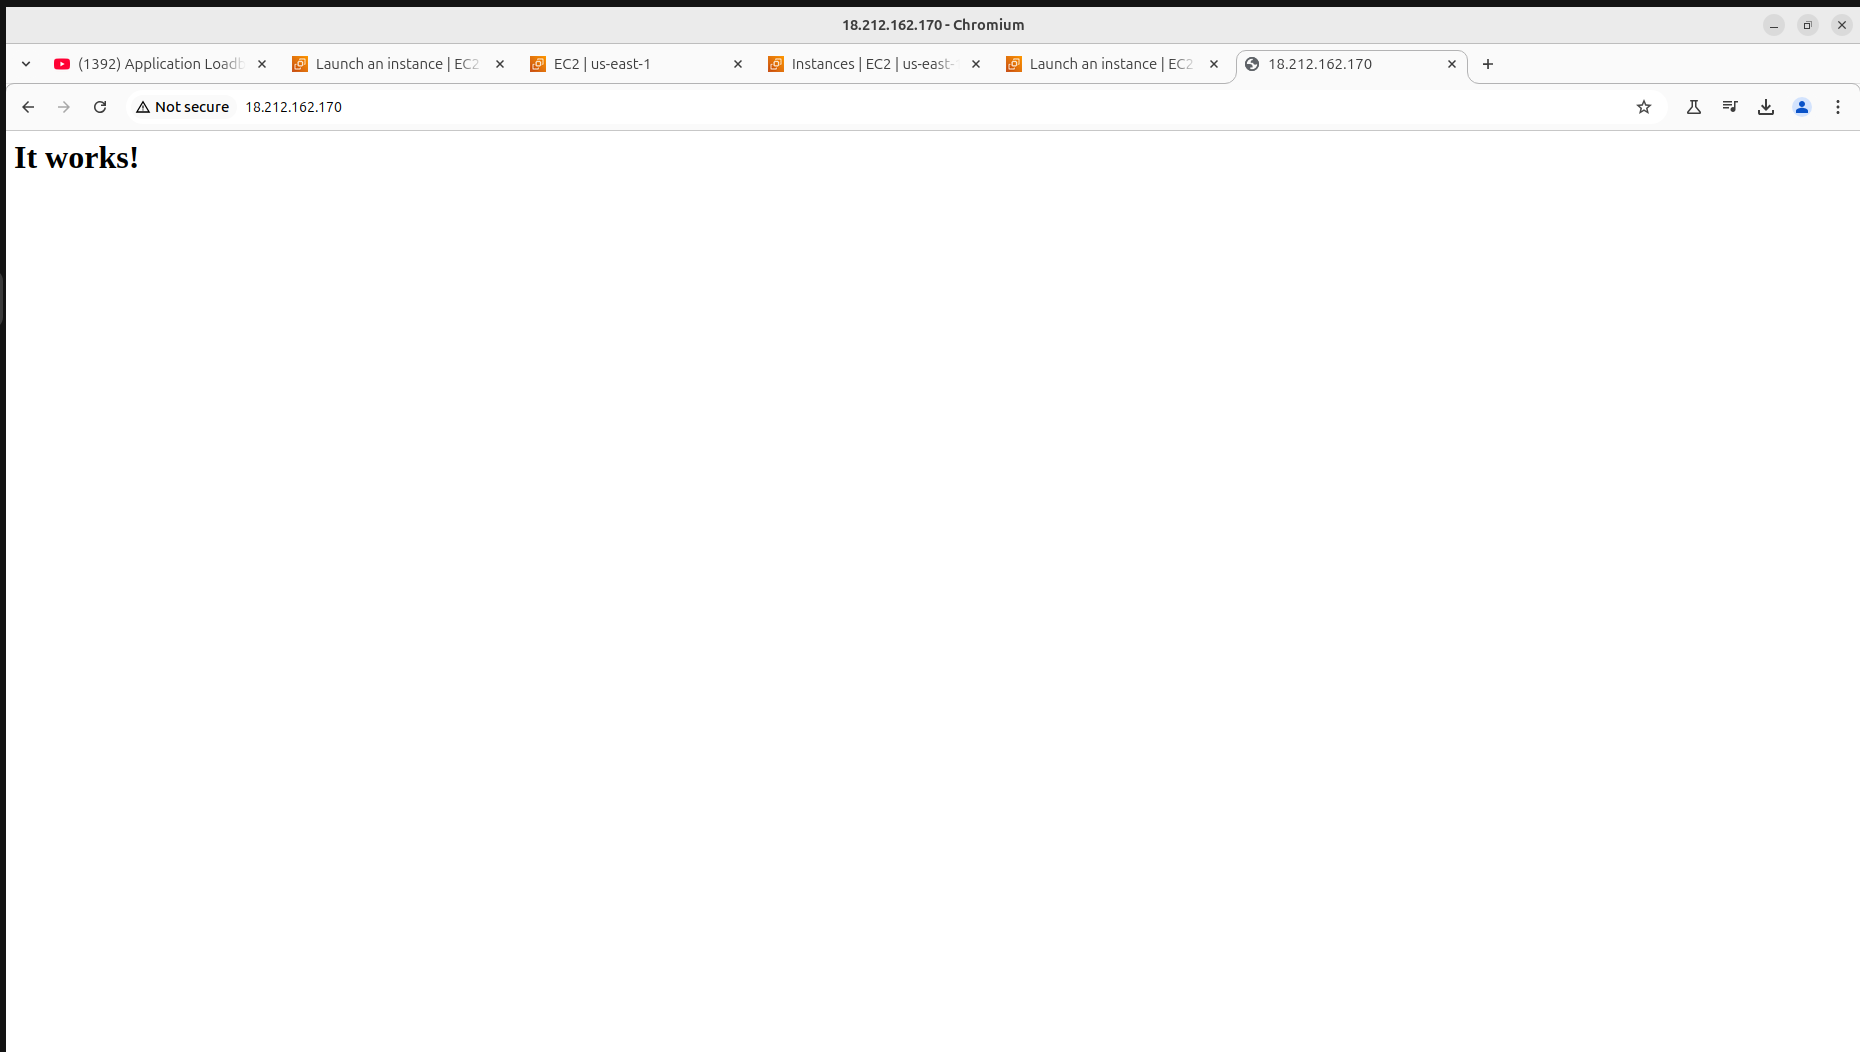 18.212.162.170 - Chromium
(1392) Application Loadb
Launch an instance | EC2
EC2 | us-east-1
Instances | EC2 | us-east-
Launch an instance | EC2
18.212.162.170
Not secure
18.212.162.170
It works!